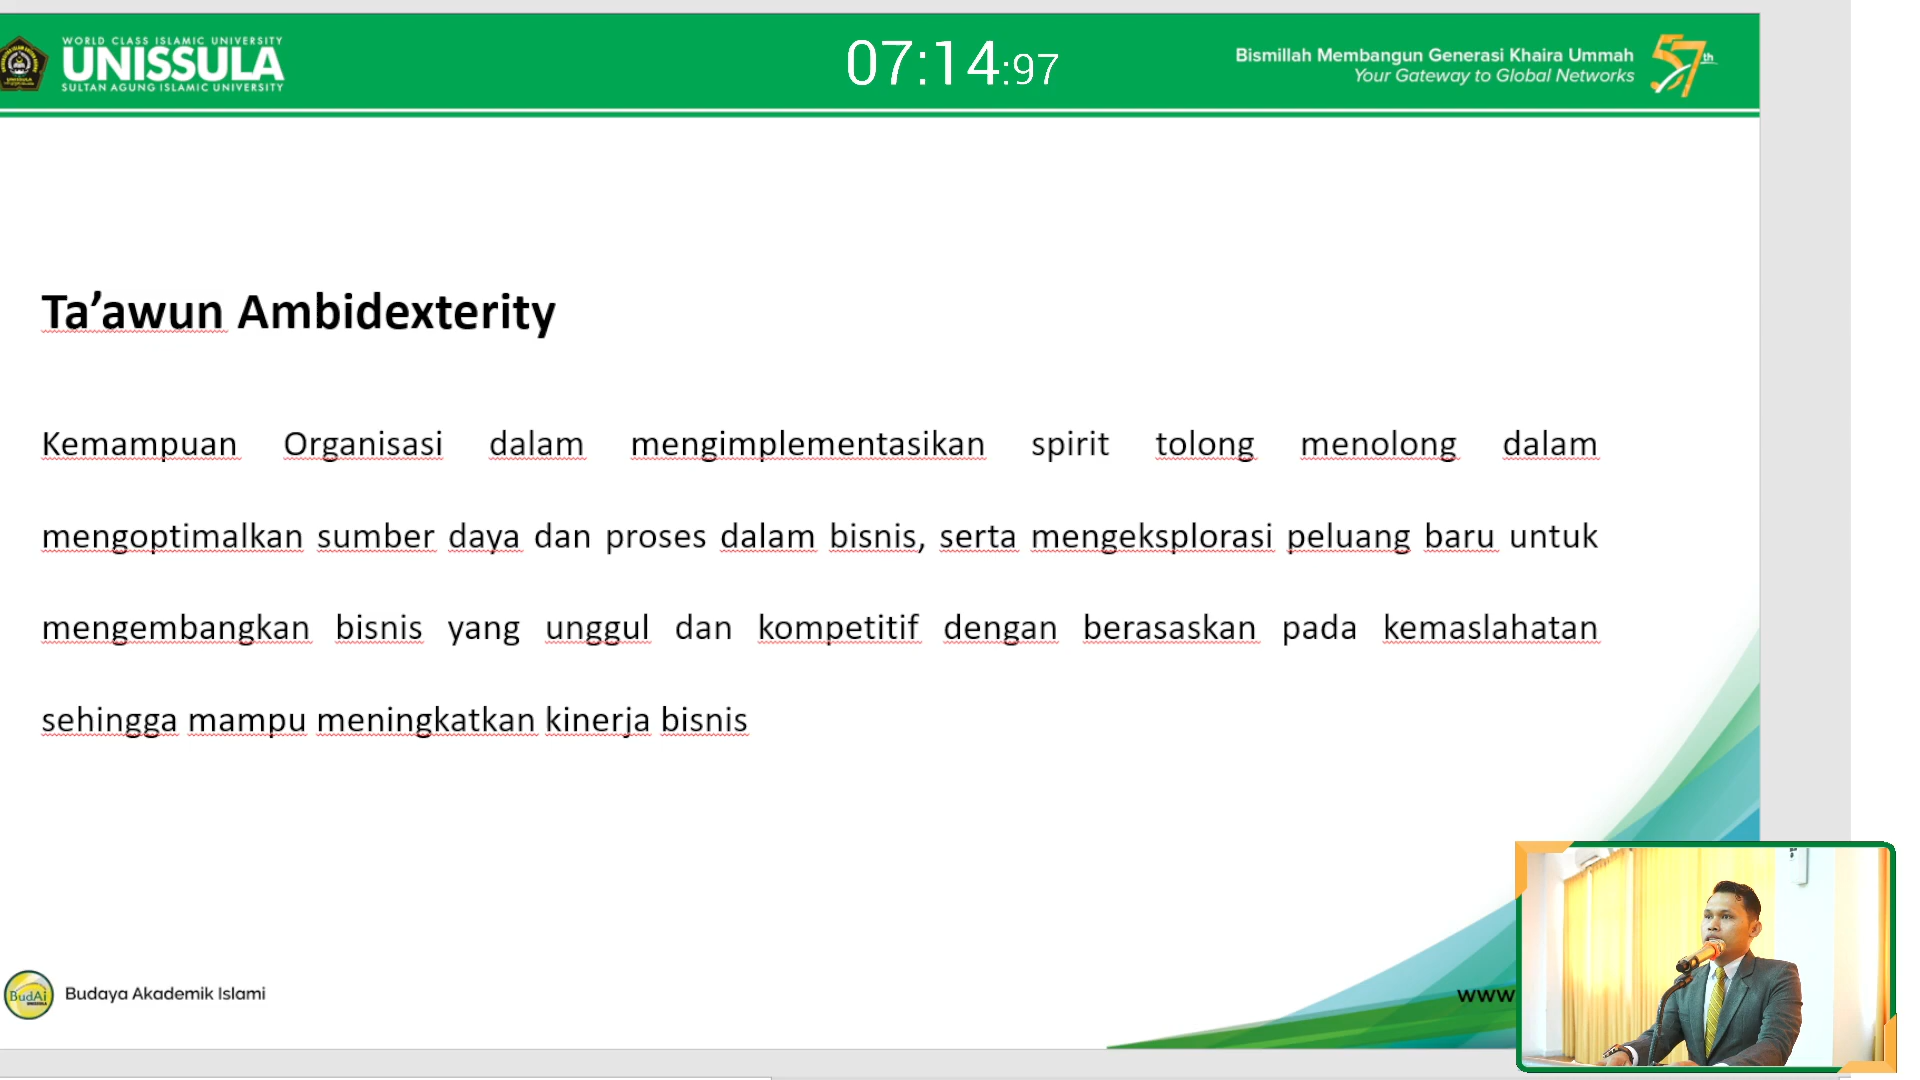 WORLD CLASS ISLAMIC UNIVERSITY
UNISSULA
SULTAN AGUNG ISLAMIC UNIVERSITY
07:14:97
Bismillah Membangun Generasi Khaira Ummah
Your Gateway to Global Networks
57th
Ta’awun Ambidexterity
Kemampuan Organisasi dalam mengimplementasikan spirit tolong menolong dalam
mengoptimalkan sumber daya dan proses dalam bisnis, serta mengeksplorasi peluang baru untuk
mengembangkan bisnis yang unggul dan kompetitif dengan berasaskan pada kemaslahatan
sehingga mampu meningkatkan kinerja bisnis
BudAi
UNISSULA
Budaya Akademik Islami
www